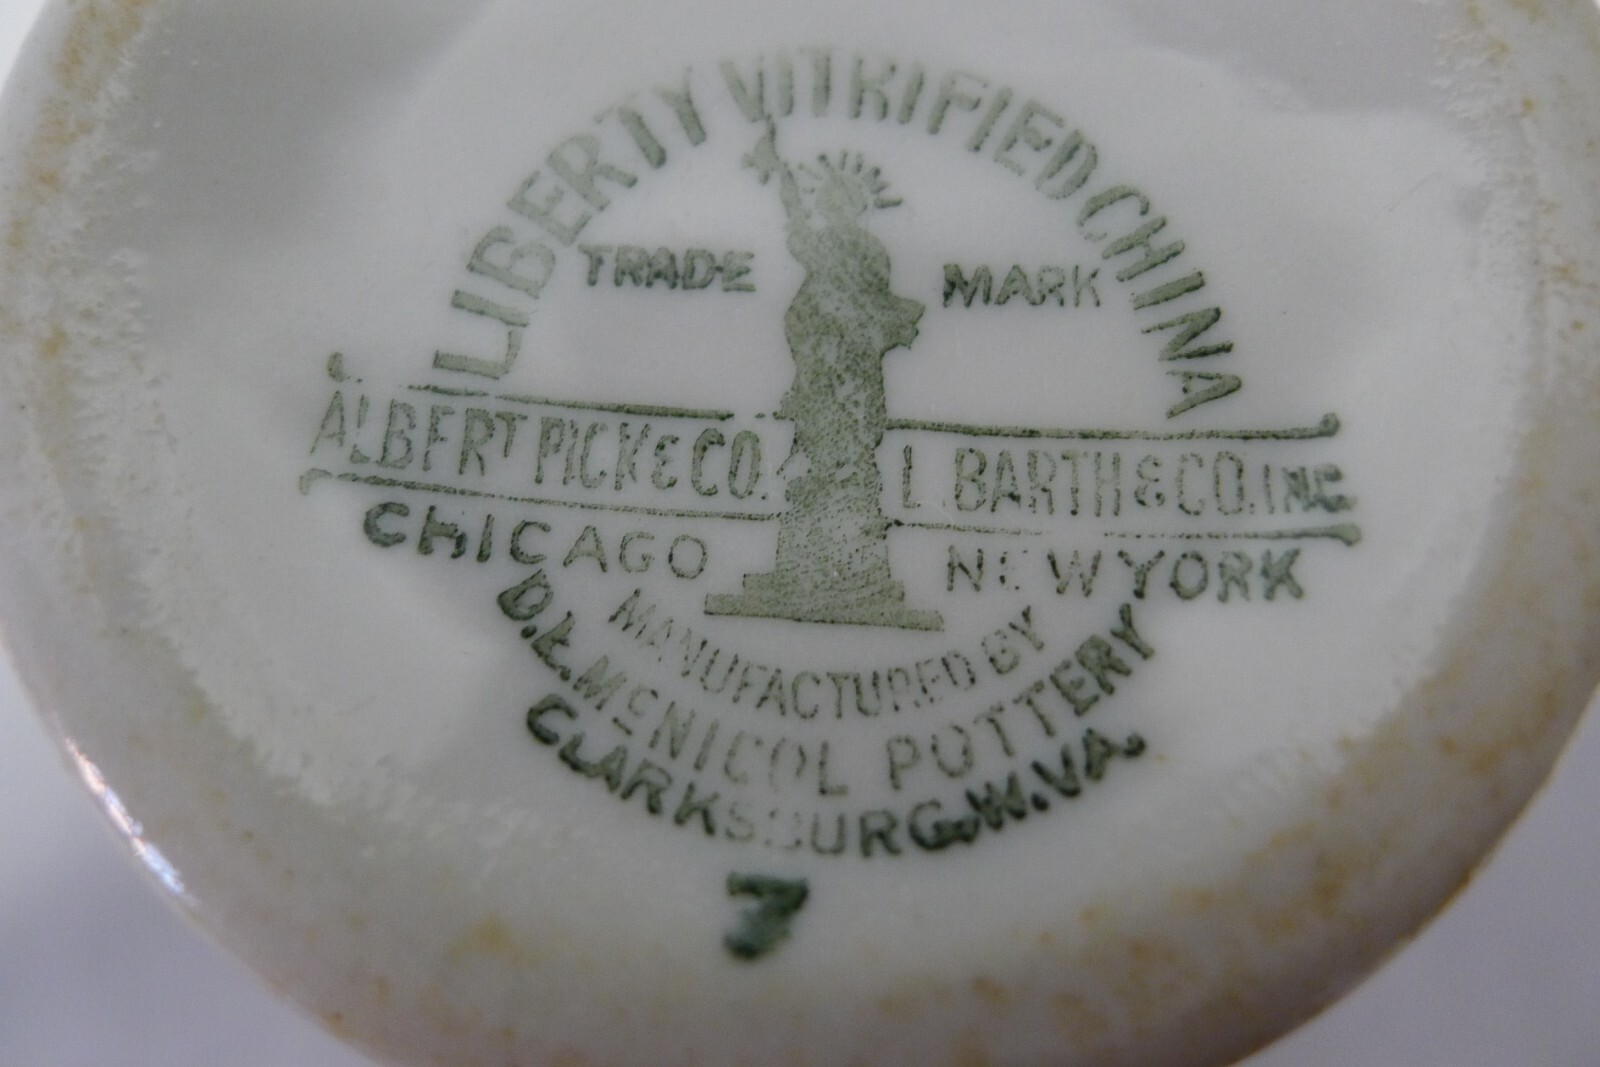 LIBERTY VITRIFIED CHINA
TRADE MARK
ALBERT PICK & CO. L. BARTH & CO. INC.
CHICAGO NEW YORK
MANUFACTURED BY
D.E. McNICOL POTTERY
CLARKSBURG, W. VA.
7